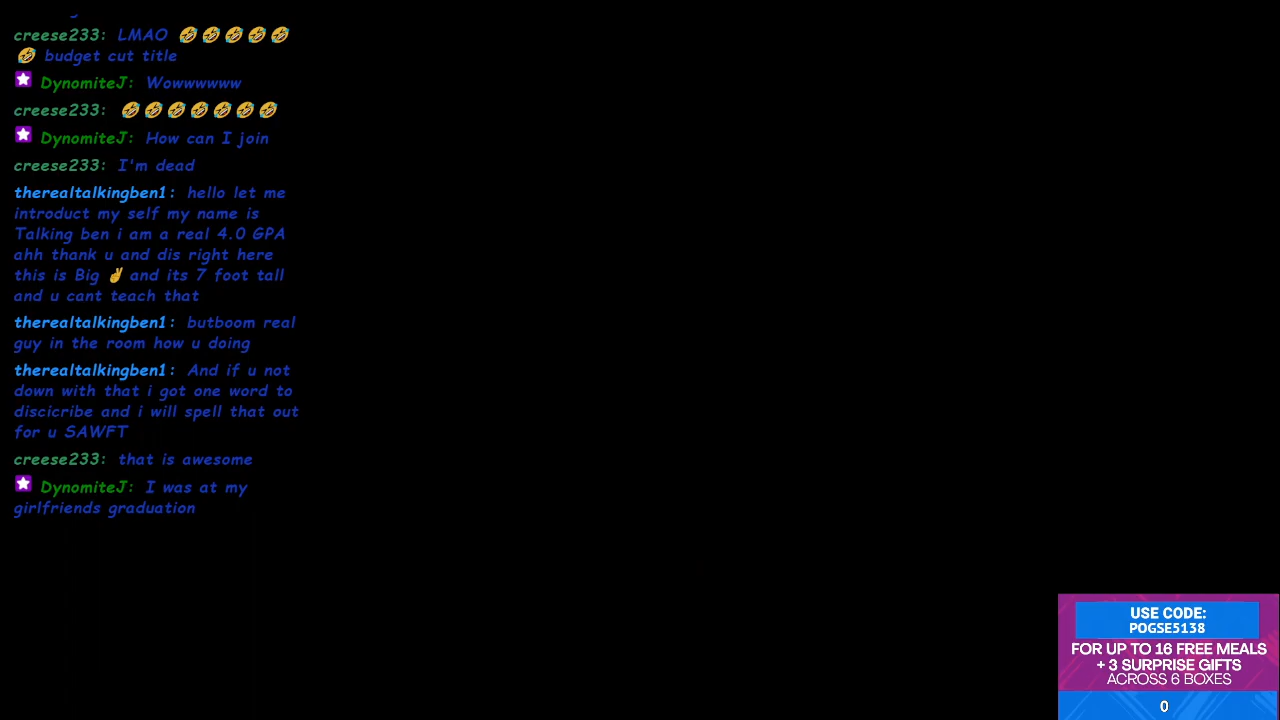 creese233: LMAO 🤣🤣🤣🤣🤣
🤣 budget cut title
DynomiteJ: Wowwwwww
creese233: 🤣🤣🤣🤣🤣🤣🤣
DynomiteJ: How can I join
creese233: I'm dead
therealtalkingben1: hello let me
introduct my self my name is
Talking ben i am a real 4.0 GPA
ahh thank u and dis right here
this is Big ✌ and its 7 foot tall
and u cant teach that
therealtalkingben1: butboom real
guy in the room how u doing
therealtalkingben1: And if u not
down with that i got one word to
discicribe and i will spell that out
for u SAWFT
creese233: that is awesome
DynomiteJ: I was at my
girlfriends graduation
USE CODE:
POGSE5138
FOR UP TO 16 FREE MEALS
+ 3 SURPRISE GIFTS
ACROSS 6 BOXES
0